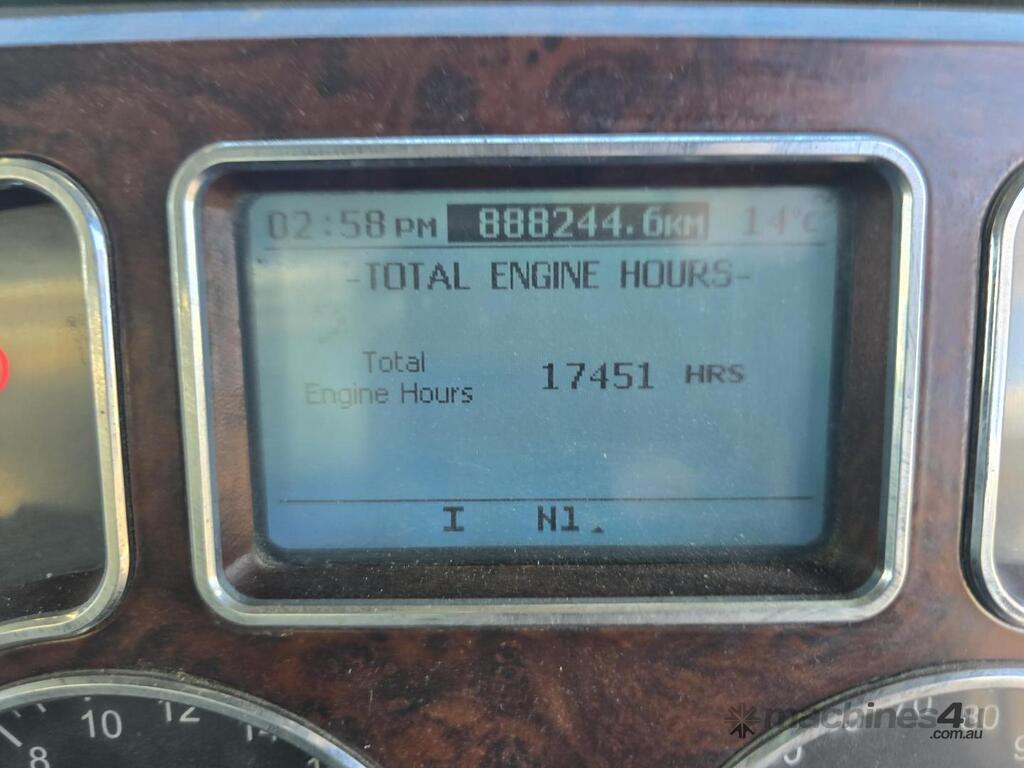 02:58 PM 888244.6KM 14°C
-TOTAL ENGINE HOURS-
Total
Engine Hours
17451 HRS
I N1
10 12 14
8
machines4u
.com.au